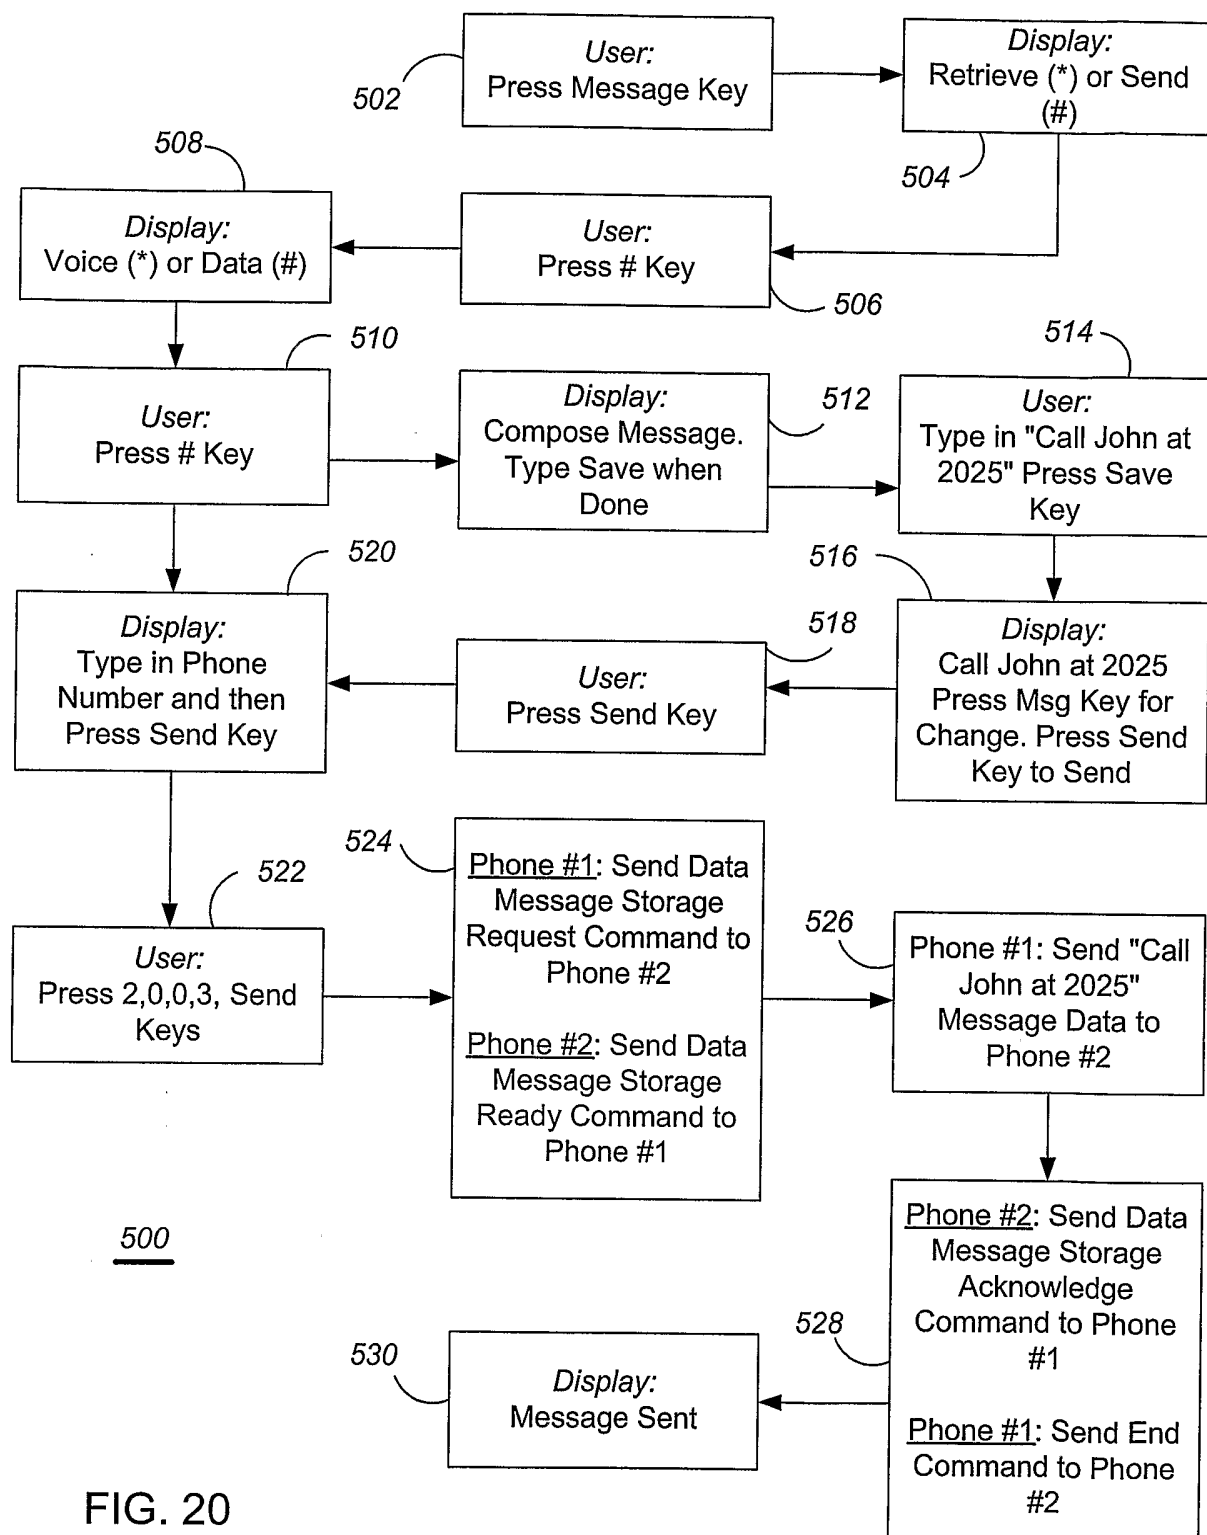 User:
Press Message Key
502
Display:
Retrieve (*) or Send
(#)
504
508
Display:
Voice (*) or Data (#)
User:
Press # Key
506
510
User:
Press # Key
Display:
Compose Message.
Type Save when
Done
512
514
User:
Type in "Call John at
2025" Press Save
Key
516
Display:
Call John at 2025
Press Msg Key for
Change. Press Send
Key to Send
518
User:
Press Send Key
520
Display:
Type in Phone
Number and then
Press Send Key
522
User:
Press 2,0,0,3, Send
Keys
524
Phone #1: Send Data
Message Storage
Request Command to
Phone #2
Phone #2: Send Data
Message Storage
Ready Command to
Phone #1
526
Phone #1: Send "Call
John at 2025"
Message Data to
Phone #2
528
Phone #2: Send Data
Message Storage
Acknowledge
Command to Phone
#1
Phone #1: Send End
Command to Phone
#2
530
Display:
Message Sent
500
FIG. 20